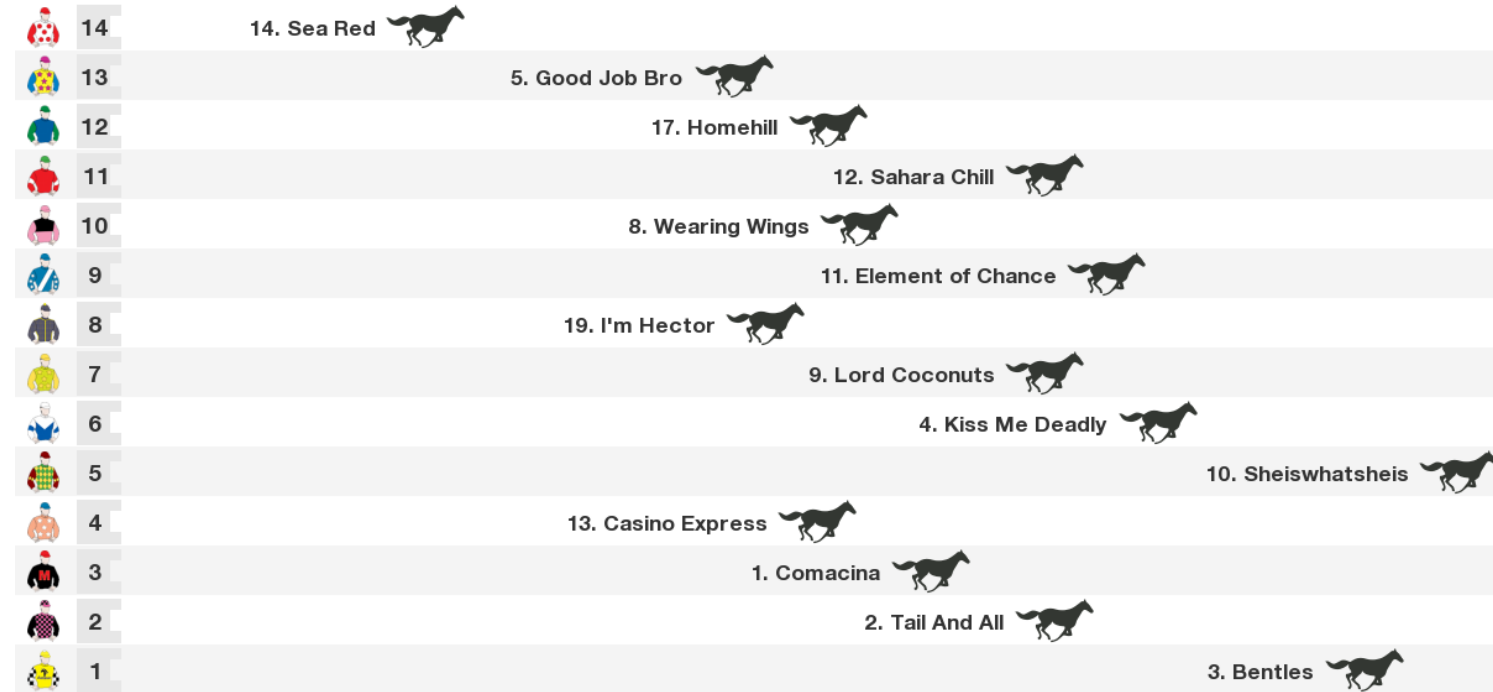 14 14. Sea Red
13 5. Good Job Bro
12 17. Homehill
11 12. Sahara Chill
10 8. Wearing Wings
9 11. Element of Chance
8 19. I'm Hector
7 9. Lord Coconuts
6 4. Kiss Me Deadly
5 10. Sheiswhatsheis
4 13. Casino Express
3 M 1. Comacina
2 2. Tail And All
1 3. Bentles